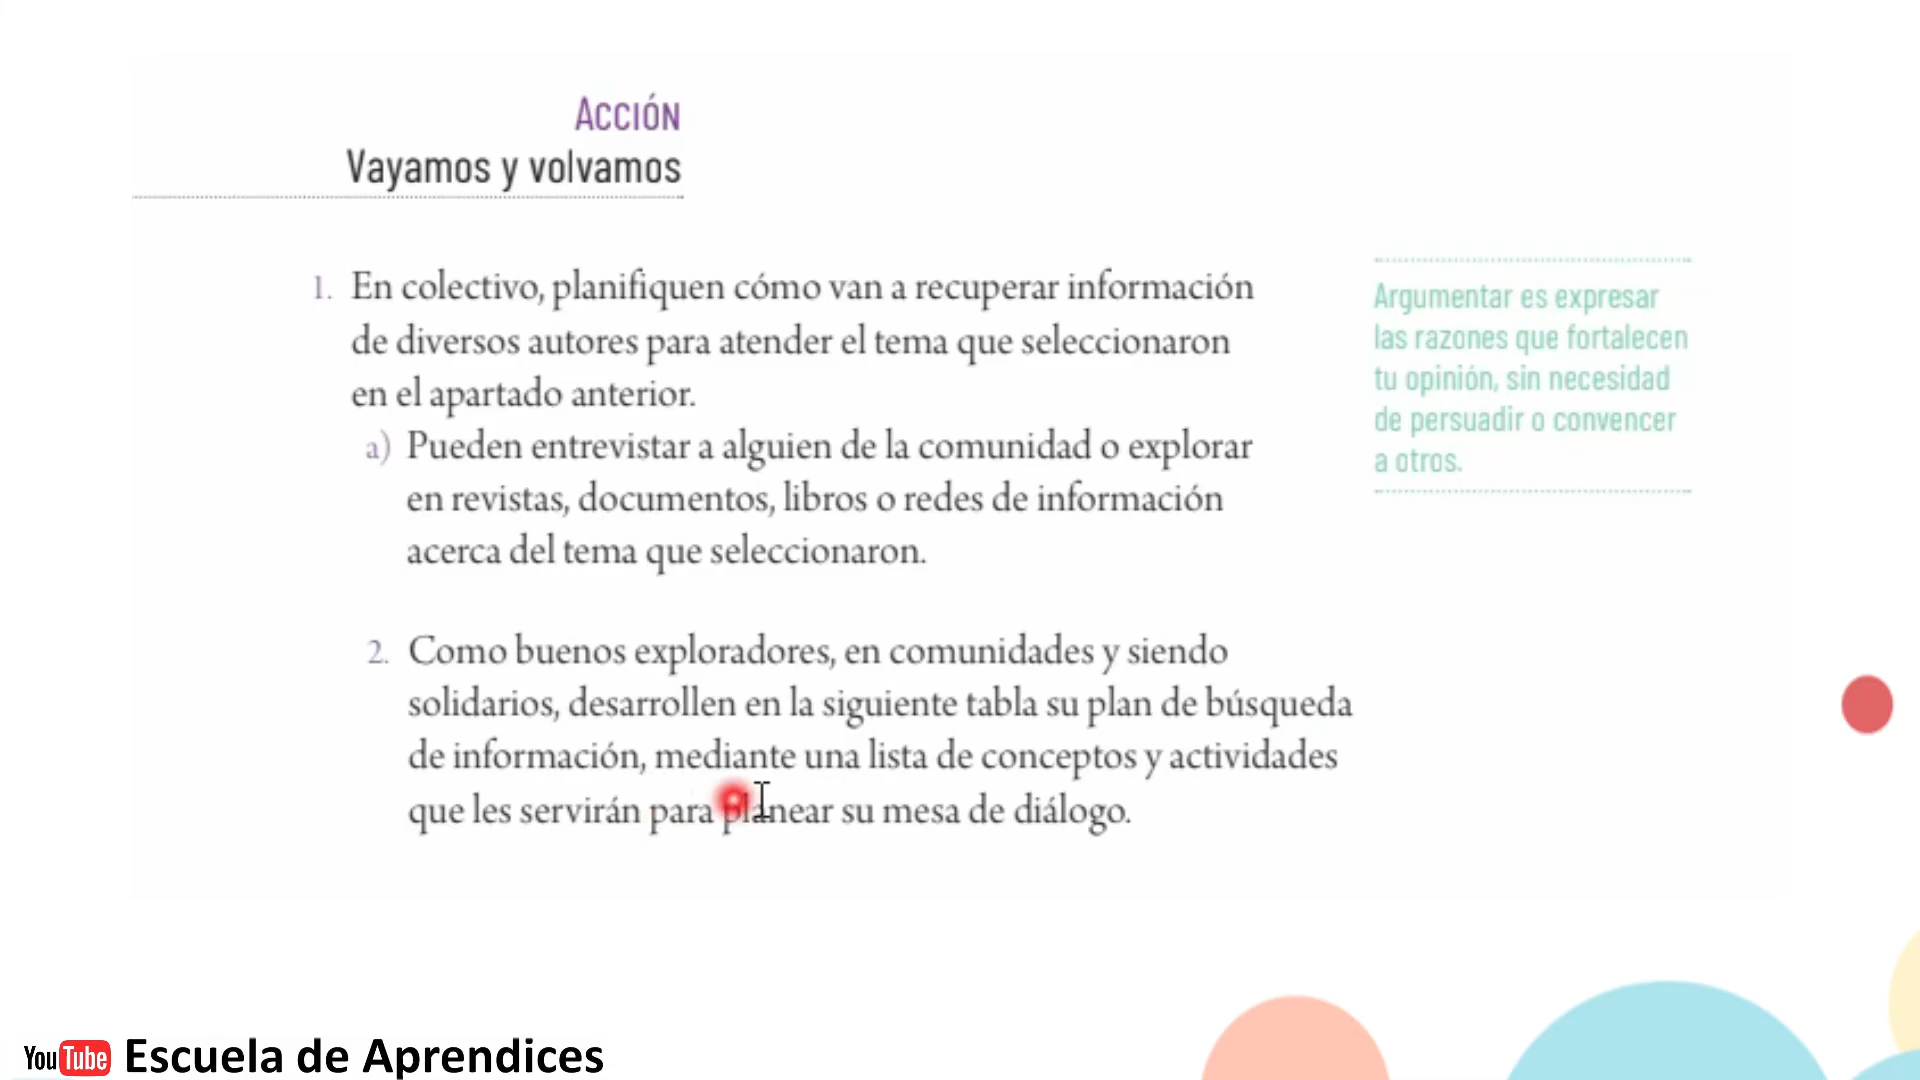 ACCIÓN
Vayamos y volvamos
1. En colectivo, planifiquen cómo van a recuperar información
de diversos autores para atender el tema que seleccionaron
en el apartado anterior.
a) Pueden entrevistar a alguien de la comunidad o explorar
en revistas, documentos, libros o redes de información
acerca del tema que seleccionaron.
2. Como buenos exploradores, en comunidades y siendo
solidarios, desarrollen en la siguiente tabla su plan de búsqueda
de información, mediante una lista de conceptos y actividades
que les servirán para planear su mesa de diálogo.
Argumentar es expresar
las razones que fortalecen
tu opinión, sin necesidad
de persuadir o convencer
a otros.
YouTube Escuela de Aprendices